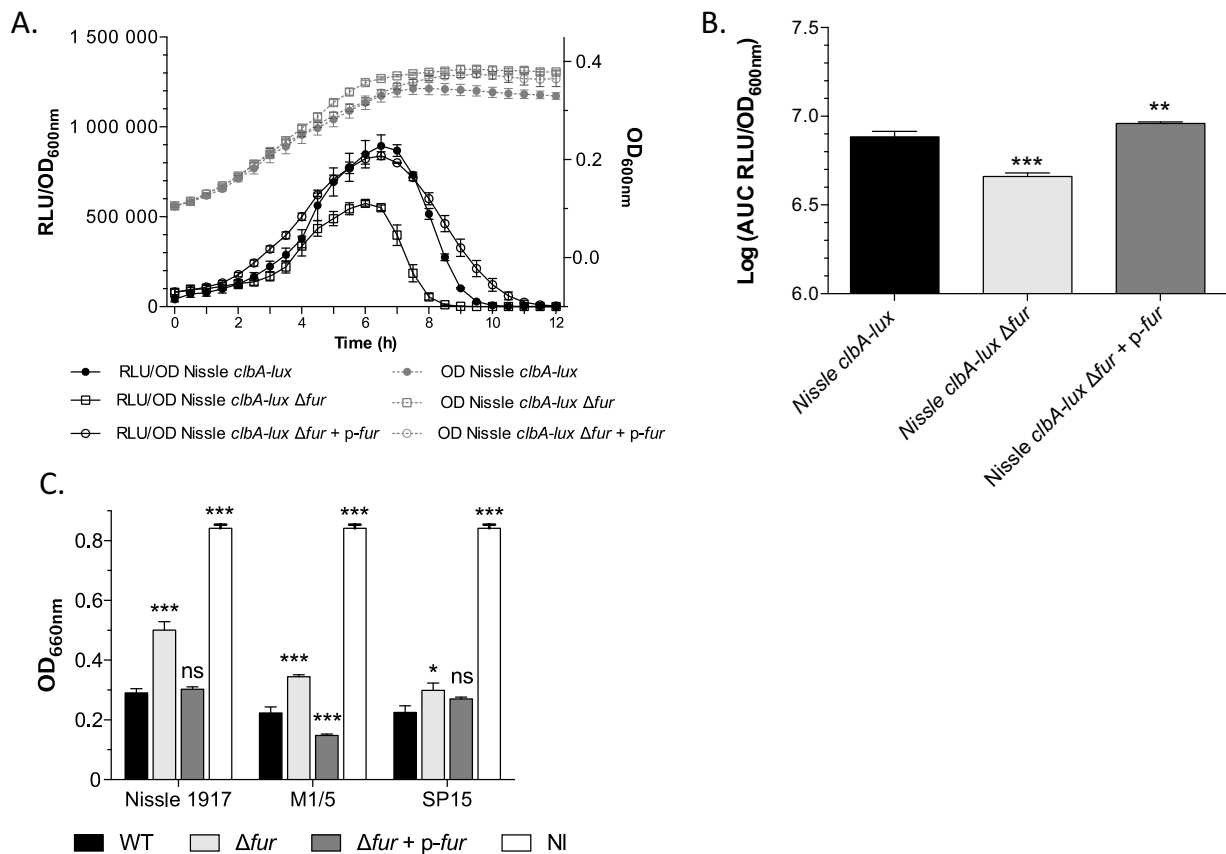 A.
1 500 000
1 000 000
500 000
0
RLU/OD600nm
0.4
0.2
0.0
OD600nm
0 2 4 6 8 10 12
Time (h)
RLU/OD Nissle clbA-lux
OD Nissle clbA-lux
RLU/OD Nissle clbA-lux Δfur
OD Nissle clbA-lux Δfur
RLU/OD Nissle clbA-lux Δfur + p-fur
OD Nissle clbA-lux Δfur + p-fur
B.
7.5
7.0
6.5
6.0
Log (AUC RLU/OD600nm)
***
**
Nissle clbA-lux
Nissle clbA-lux Δfur
Nissle clbA-lux Δfur + p-fur
C.
0.8
0.6
0.4
0.2
0
OD660nm
***
ns
***
***
***
***
*
ns
***
Nissle 1917 M1/5 SP15
WT Δfur Δfur + p-fur NI